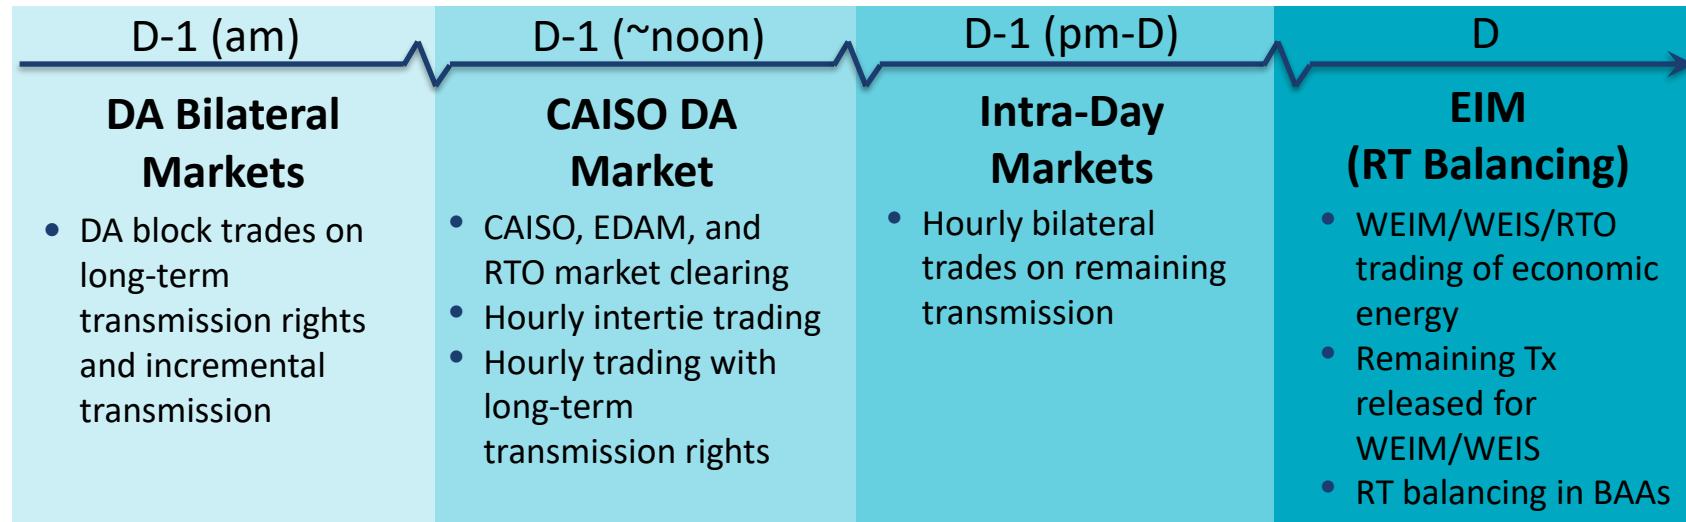 D-1 (am)
DA Bilateral
Markets
• DA block trades on
long-term
transmission rights
and incremental
transmission
D-1 (~noon)
CAISO DA
Market
• CAISO, EDAM, and
RTO market clearing
• Hourly intertie trading
• Hourly trading with
long-term
transmission rights
D-1 (pm-D)
Intra-Day
Markets
• Hourly bilateral
trades on remaining
transmission
D
EIM
(RT Balancing)
• WEIM/WEIS/RTO
trading of economic
energy
• Remaining Tx
released for
WEIM/WEIS
• RT balancing in BAAs